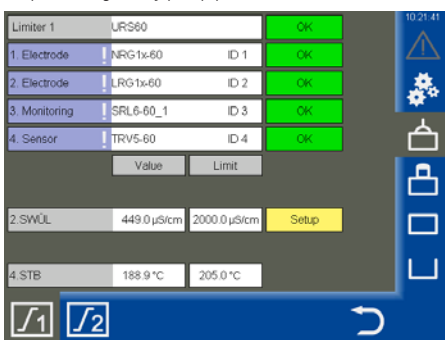 10:21:41
Limiter 1 URS60 OK
1. Electrode ! NRG1x-60 ID 1 OK
2. Electrode ! LRG1x-60 ID 2 OK
3. Monitoring ! SRL6-60_1 ID 3 OK
4. Sensor ! TRV5-60 ID 4 OK
Value Limit
2.SWÜL 449.0 µS/cm 2000.0 µS/cm Setup
4.STB 188.9 °C 205.0 °C
1 2